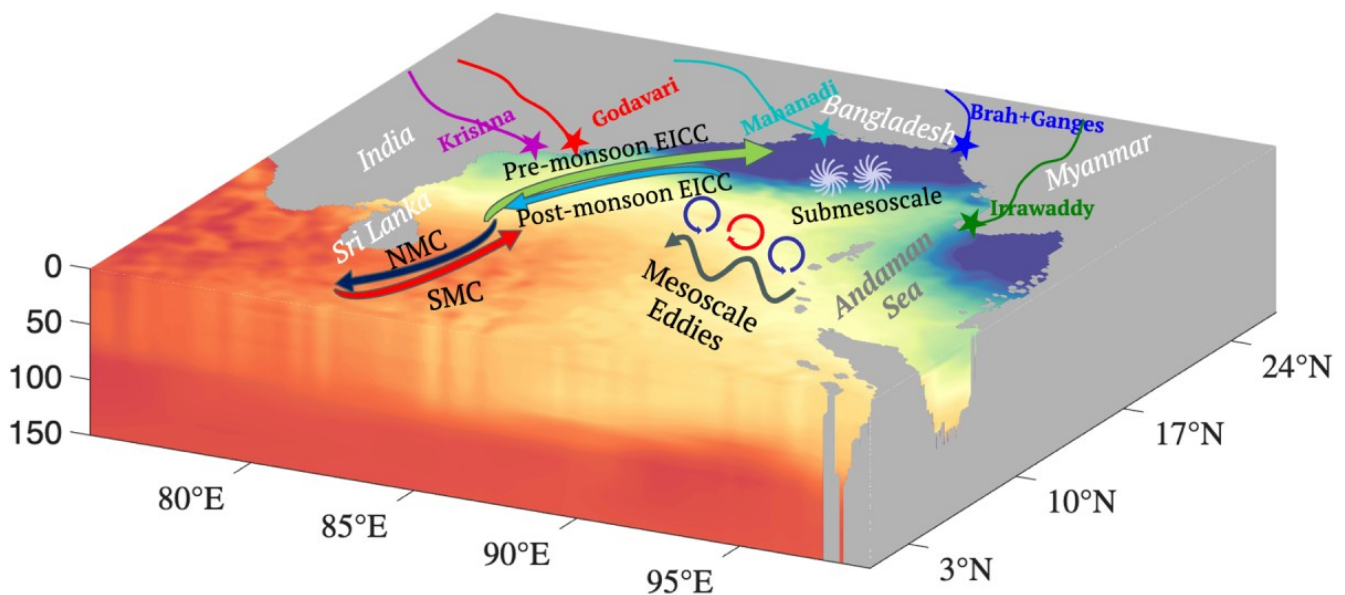 Krishna
Godavari
Mahanadi
Bangladesh
Brah+Ganges
India
Pre-monsoon EICC
Myanmar
Post-monsoon EICC
Submesoscale
Irrawaddy
Sri Lanka
NMC
SMC
Mesoscale
Eddies
Andaman
Sea
0
50
100
150
80°E
85°E
90°E
95°E
3°N
10°N
17°N
24°N